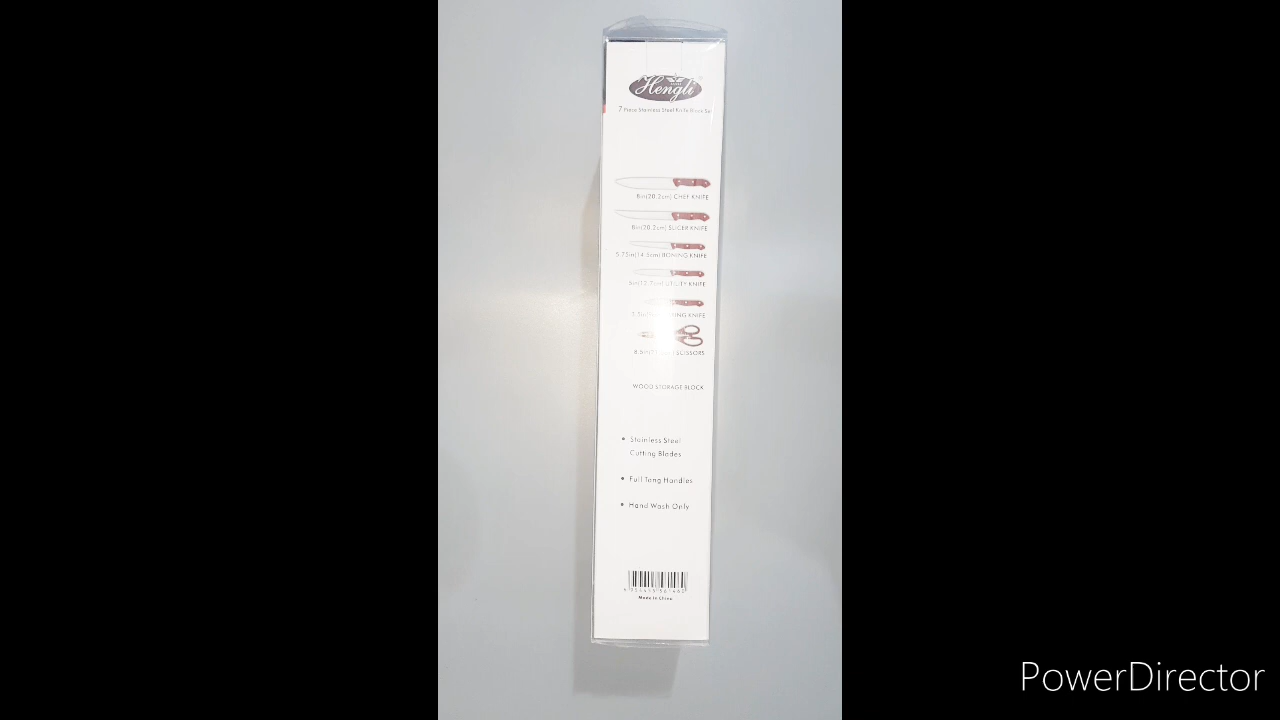 Hengli
7 Piece Stainless Steel Knife Block Set
8in(20.2cm) CHEF KNIFE
8in(20.2cm) SLICER KNIFE
5.75in(14.5cm) BONING KNIFE
UTILITY KNIFE
KNIFE
SCISSORS
WOOD STORAGE BLOCK
• Stainless Steel
Cutting Blades
• Full Tang Handles
• Hand Wash Only
Made In China
PowerDirector